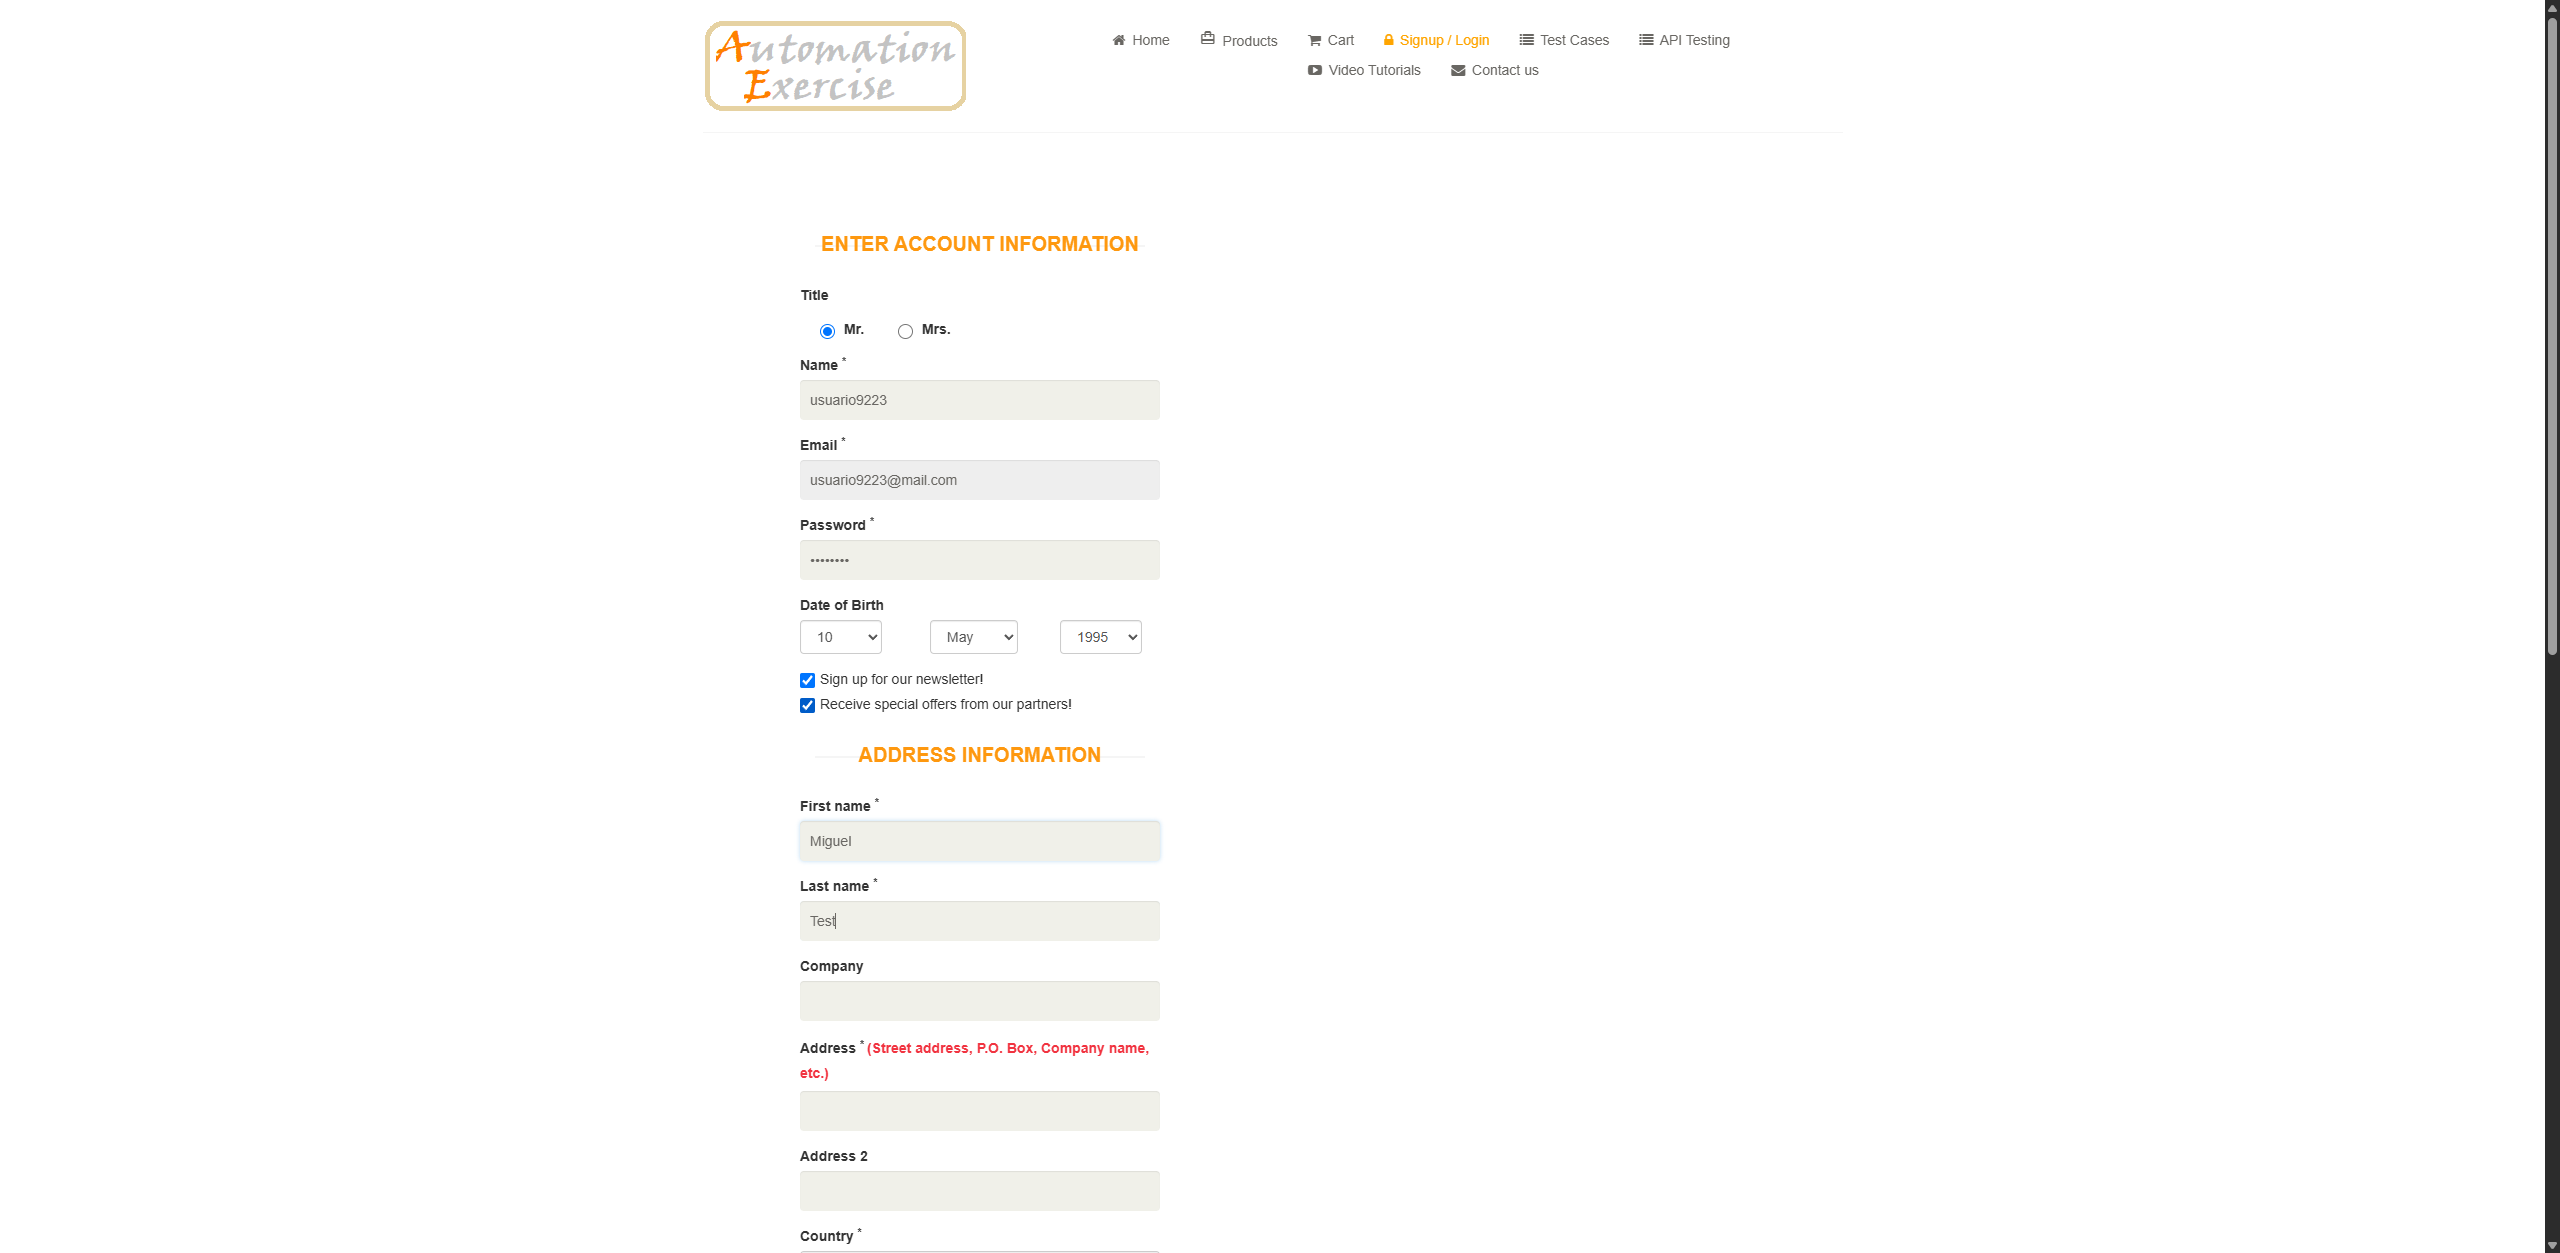 Automation
Exercise
Home Products Cart Signup / Login Test Cases API Testing
Video Tutorials Contact us
ENTER ACCOUNT INFORMATION
Title
Mr. Mrs.
Name *
usuario9223
Email *
usuario9223@mail.com
Password *
••••••••
Date of Birth
10 May 1995
Sign up for our newsletter!
Receive special offers from our partners!
ADDRESS INFORMATION
First name *
Miguel
Last name *
Test
Company
Address * (Street address, P.O. Box, Company name,
etc.)
Address 2
Country *